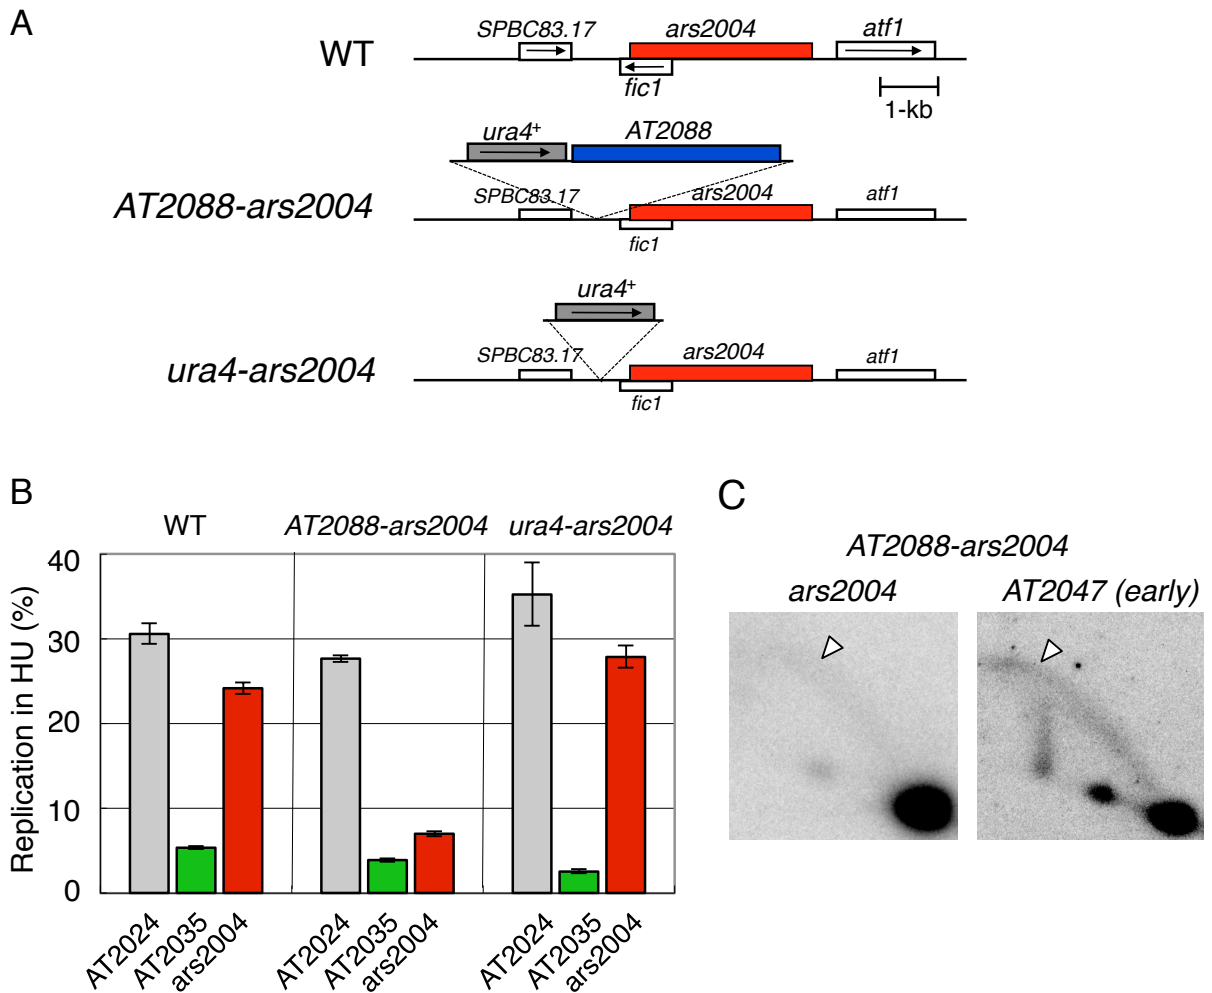 A
WT
SPBC83.17
ars2004
atf1
fic1
1-kb
ura4+
AT2088
AT2088-ars2004
SPBC83.17
ars2004
atf1
fic1
ura4+
ura4-ars2004
SPBC83.17
ars2004
atf1
fic1
B
WT
AT2088-ars2004
ura4-ars2004
Replication in HU (%)
40
30
20
10
0
AT2024
AT2035
ars2004
AT2024
AT2035
ars2004
AT2024
AT2035
ars2004
C
AT2088-ars2004
ars2004
AT2047 (early)